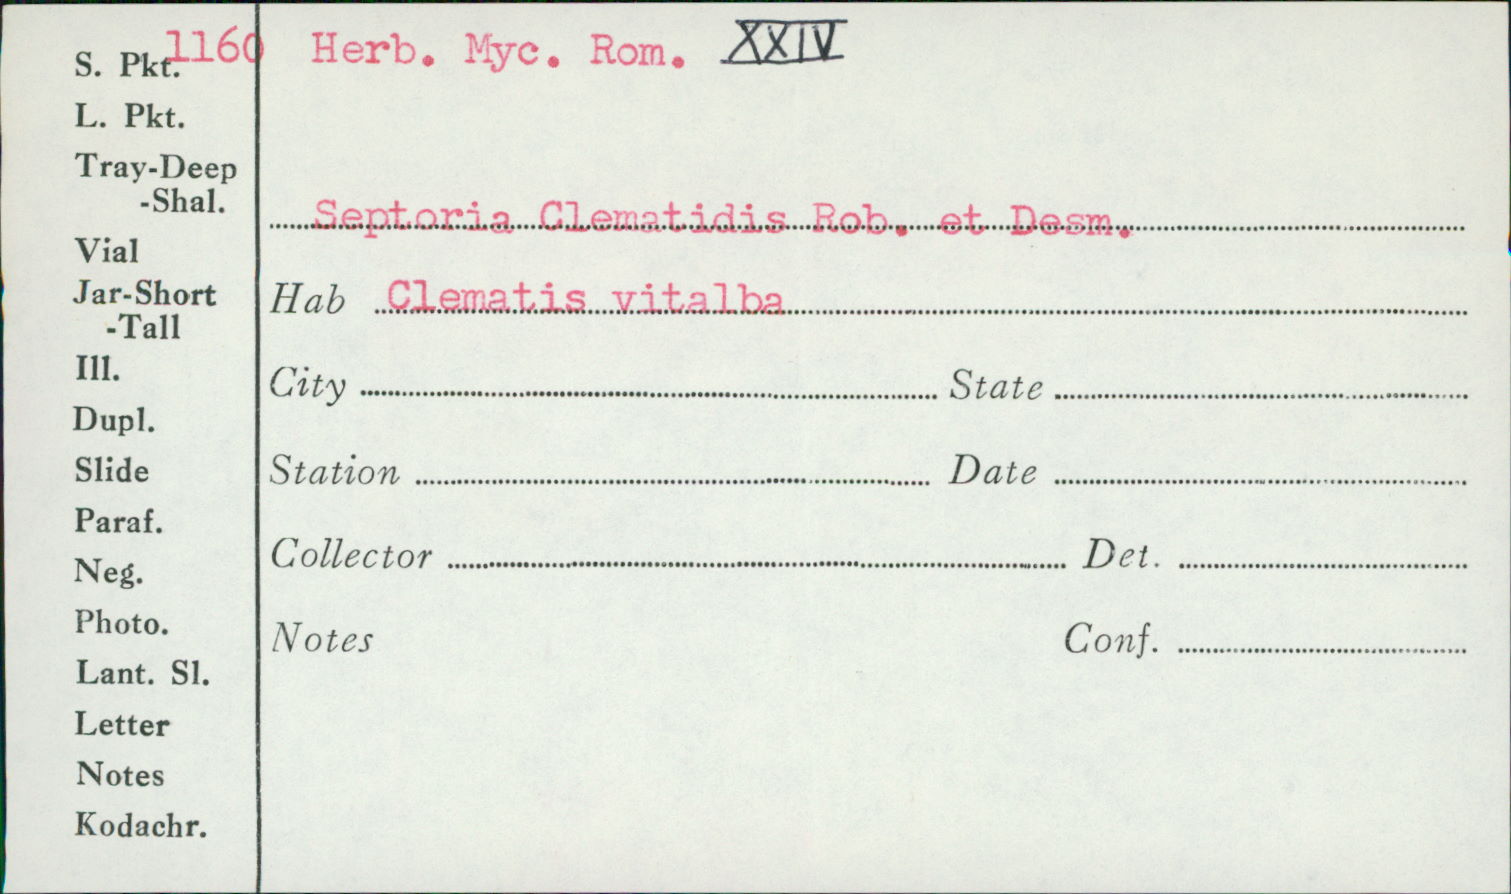 1160 Herb. Myc. Rom. XXIV
S. Pkt.
L. Pkt.
Tray-Deep
-Shal.
Septoria Clematidis Rob. et Desm.
Vial
Jar-Short
-Tall
Hab Clematis vitalba
Ill.
City State
Dupl.
Slide
Station Date
Paraf.
Neg.
Collector Det.
Photo.
Notes Conf.
Lant. Sl.
Letter
Notes
Kodachr.